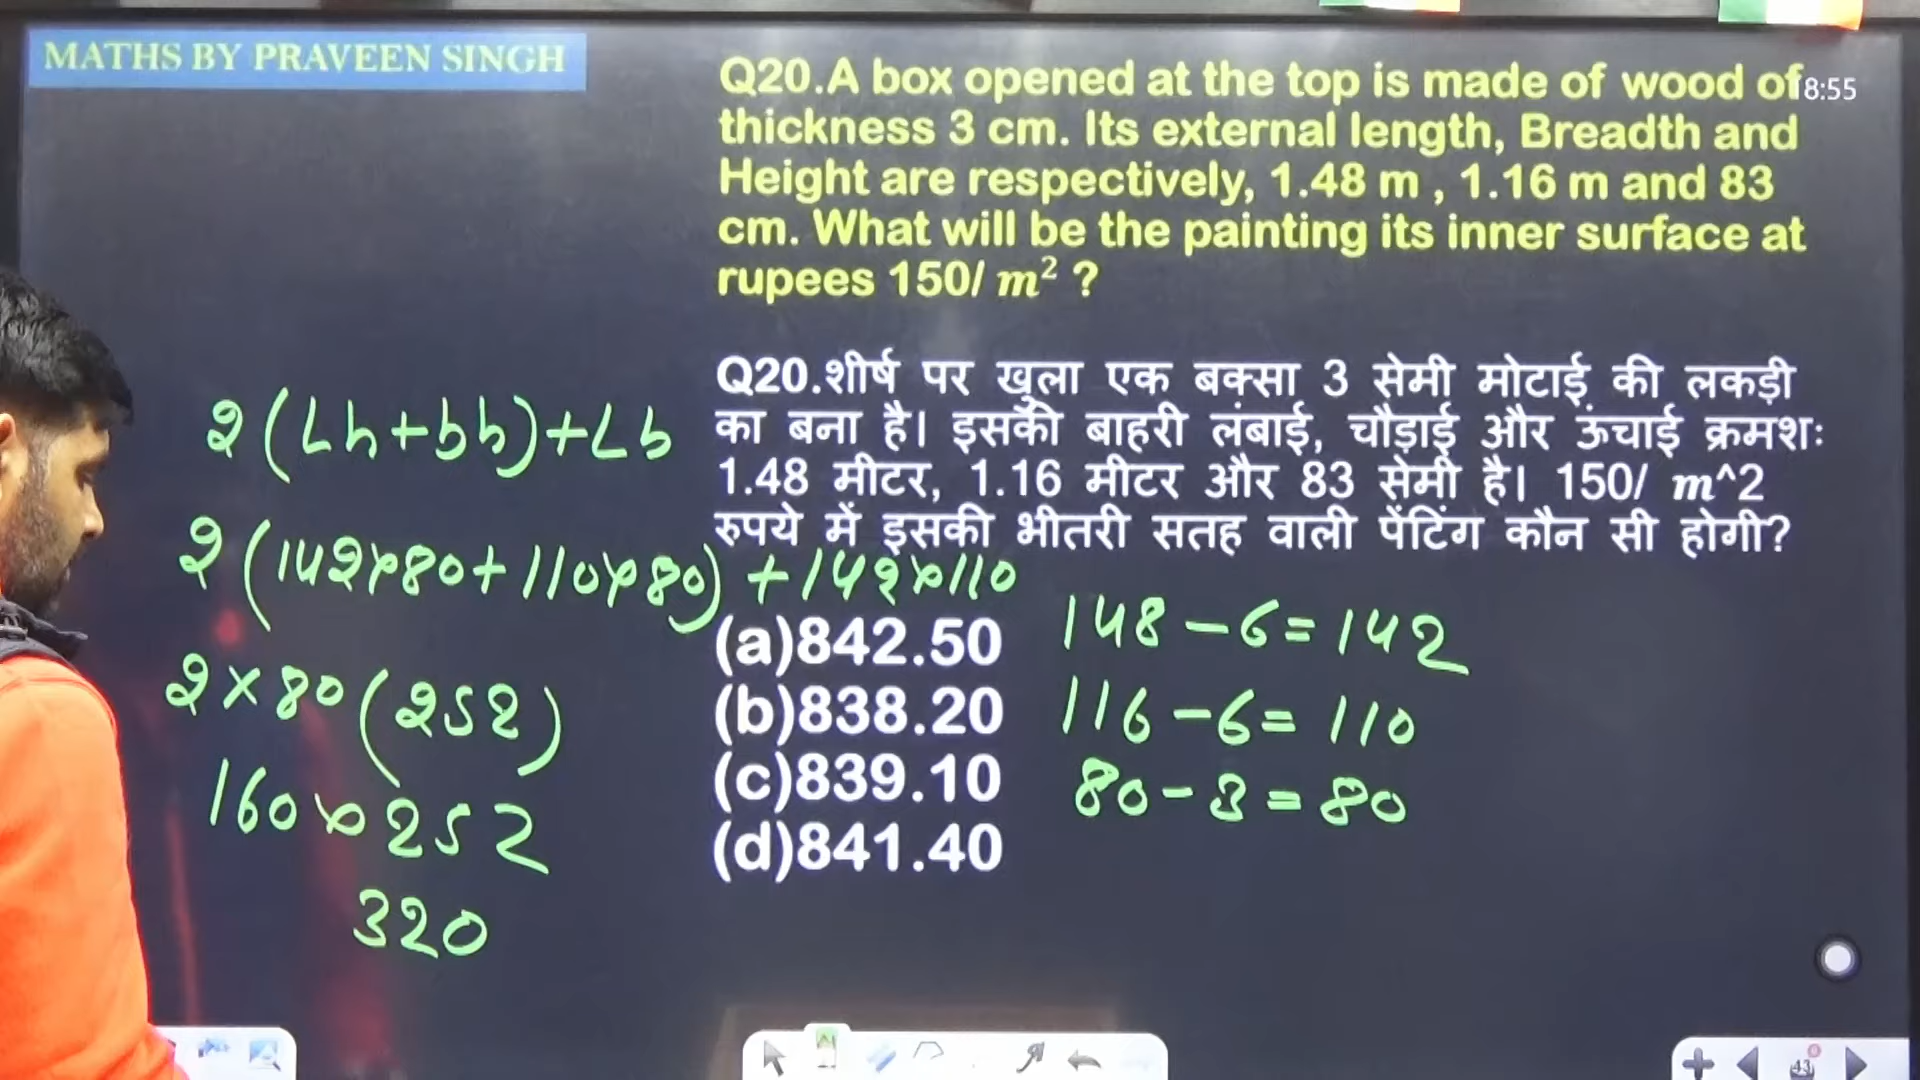 MATHS BY PRAVEEN SINGH
Q20.A box opened at the top is made of wood of
8:55
thickness 3 cm. Its external length, Breadth and
Height are respectively, 1.48 m , 1.16 m and 83
cm. What will be the painting its inner surface at
rupees 150/ m² ?
Q20.शीर्ष पर खुला एक बक्सा 3 सेमी मोटाई की लकड़ी
का बना है। इसकी बाहरी लंबाई, चौड़ाई और ऊंचाई क्रमशः
1.48 मीटर, 1.16 मीटर और 83 सेमी है। 150/ m^2
रुपये में इसकी भीतरी सतह वाली पेंटिंग कौन सी होगी?
(a)842.50
(b)838.20
(c)839.10
(d)841.40
2(Lh+bh)+Lb
2(142×80+110×80)+142×110
2×80(252)
160×252
320
148-6=142
116-6=110
80-3=80
43